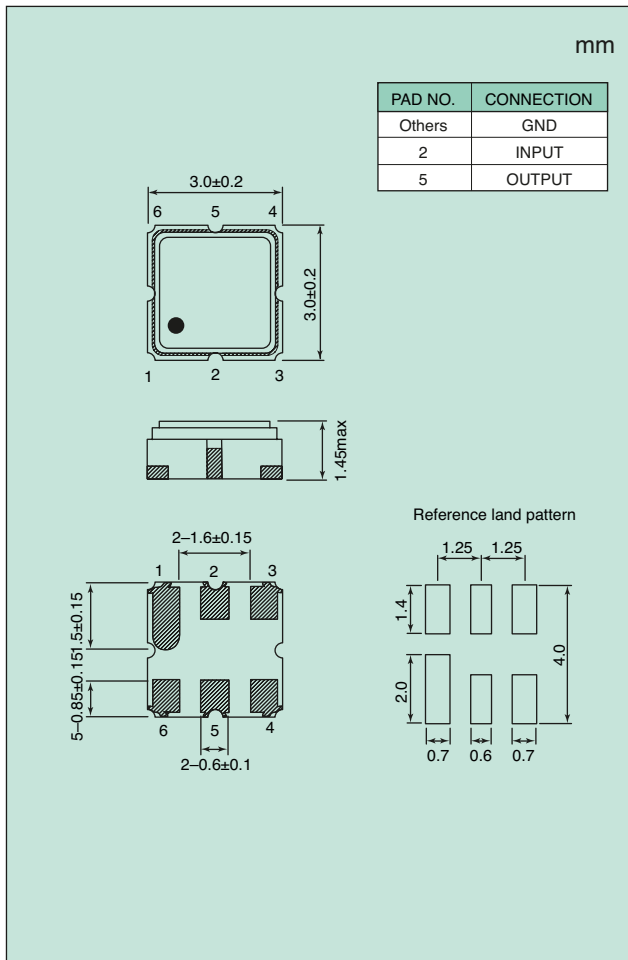 mm
PAD NO. CONNECTION
Others GND
2 INPUT
5 OUTPUT
3.0±0.2
6 5 4
3.0±0.2
1 2 3
1.45max
Reference land pattern
2–1.6±0.15
1.25 1.25
1 2 3
1.5±0.15
1.4
4.0
5–0.85±0.15
2.0
6 5 4
2–0.6±0.1
0.7 0.6 0.7